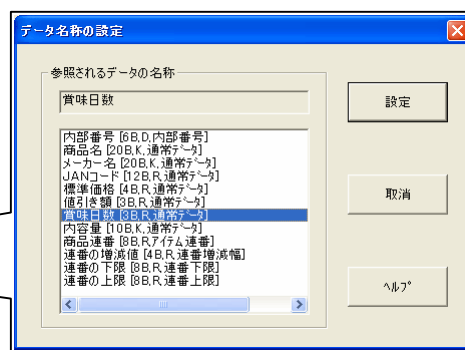 データ名称の設定
参照されるデータの名称
賞味日数
設定
内部番号 [6B,D,内部番号]
商品名 [20B,K,通常ﾃﾞｰﾀ]
メーカー名 [20B,K,通常ﾃﾞｰﾀ]
JANコード [12B,R,通常ﾃﾞｰﾀ]
標準価格 [4B,R,通常ﾃﾞｰﾀ]
値引き額 [3B,R,通常データ]
賞味日数 [3B,R,通常データ]
内容量 [10B,K,通常データ]
商品連番 [8B,R,アイテム連番]
連番の増減値 [4B,R,連番増減幅]
連番の下限 [8B,R,連番下限]
連番の上限 [8B,R,連番上限]
取消
ﾍﾙﾌﾟ